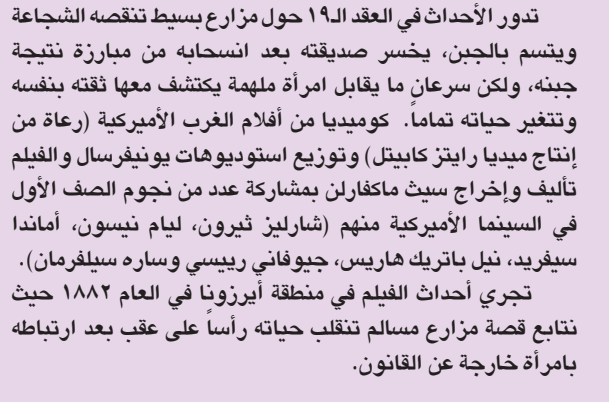 تدور الأحداث في العقد الـ١٩ حول مزارع بسيط تنقصه الشجاعة
ويتسم بالجبن، يخسر صديقته بعد انسحابه من مبارزة نتيجة
جبنه، ولكن سرعان ما يقابل امرأة ملهمة يكتشف معها ثقته بنفسه
وتتغير حياته تماماً. كوميديا من أفلام الغرب الأميركية (رعاة من
إنتاج ميديا رايتز كابيتل) وتوزيع استوديوهات يونيفرسال والفيلم
تأليف وإخراج سيث ماكفارلن بمشاركة عدد من نجوم الصف الأول
في السينما الأميركية منهم (شارليز ثيرون، ليام نيسون، أماندا
سيفريد، نيل باتريك هاريس، جيوفاني رييسي وساره سيلفرمان).
تجري أحداث الفيلم في منطقة أيرزونا في العام ١٨٨٢ حيث
نتابع قصة مزارع مسالم تنقلب حياته رأساً على عقب بعد ارتباطه
بامرأة خارجة عن القانون.